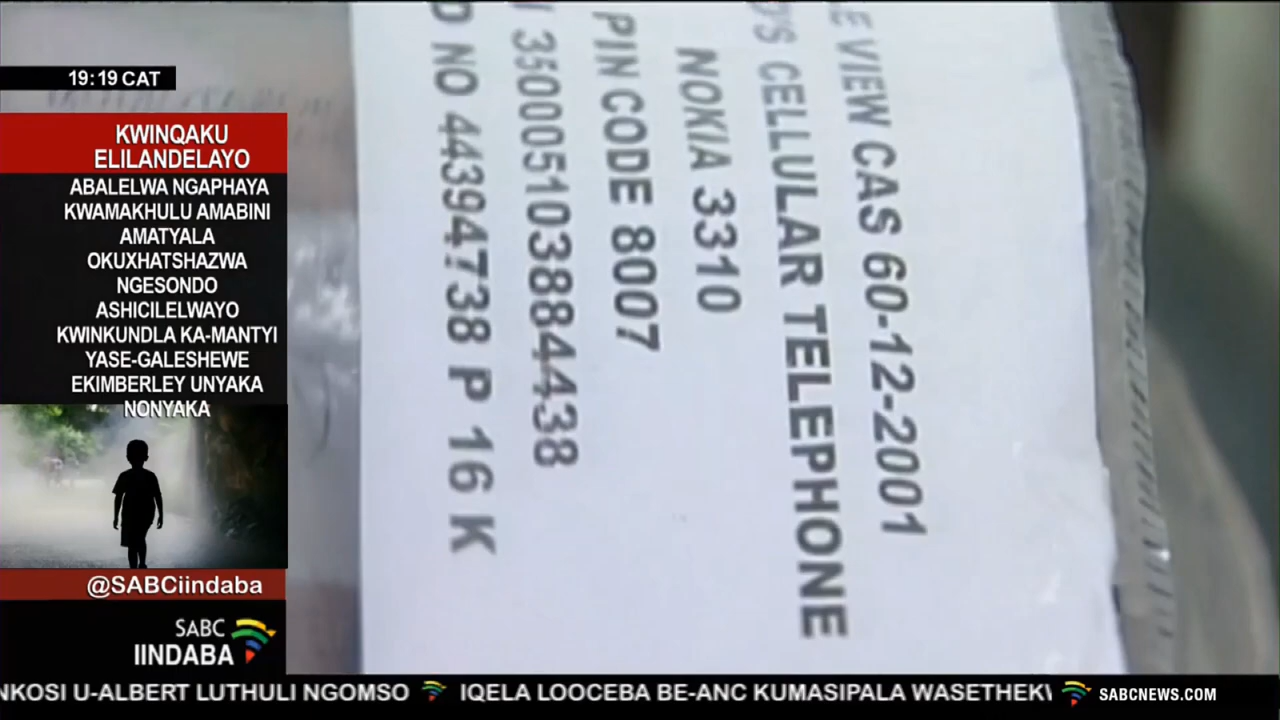 19:19 CAT
KWINQAKU
ELILANDELAYO
ABALELWA NGAPHAYA
KWAMAKHULU AMABINI
AMATYALA
OKUXHATSHAZWA
NGESONDO
ASHICILELWAYO
KWINKUNDLA KA-MANTYI
YASE-GALESHEWE
EKIMBERLEY UNYAKA
NONYAKA
@SABCiindaba
SABC
IINDABA
VIEW CAS 60-12-2001
CELLULAR TELEPHONE
NOKIA 3310
PIN CODE 8007
350005103884438
NO 44394738 P 16 K
NKOSI U-ALBERT LUTHULI NGOMSO IQELA LOOCEBA BE-ANC KUMASIPALA
SABCNEWS.COM